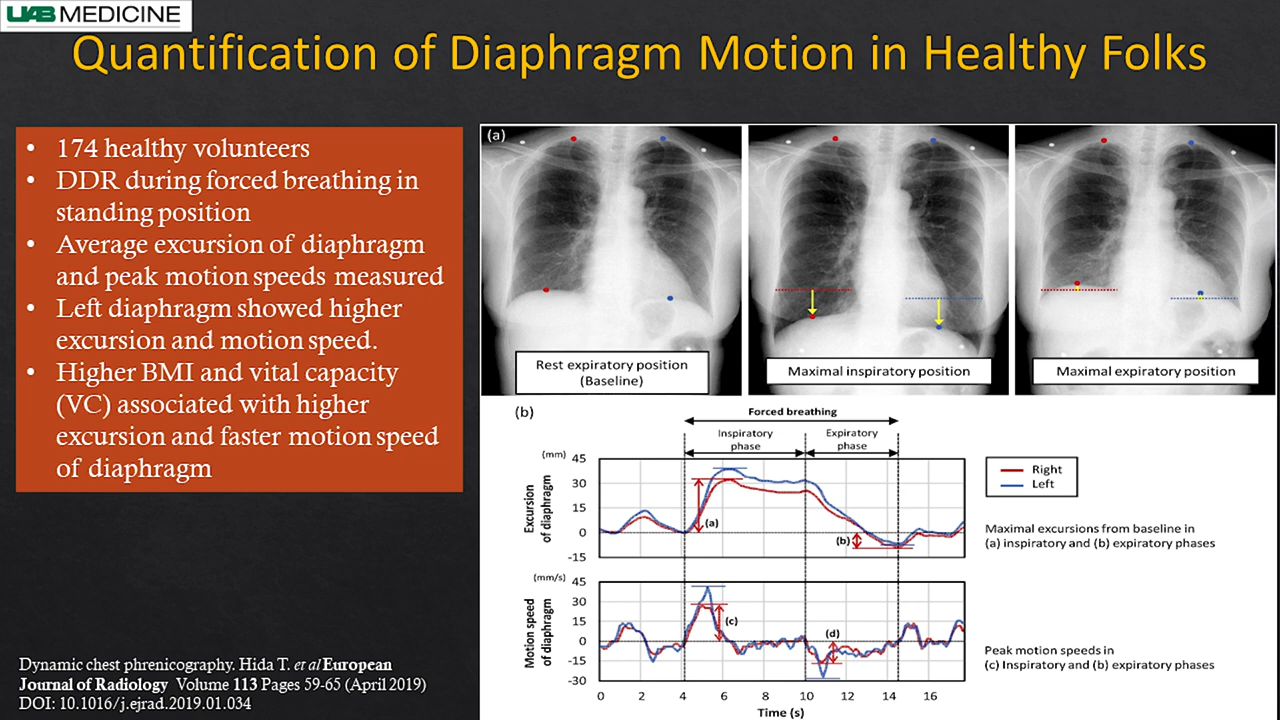 UAB MEDICINE
Quantification of Diaphragm Motion in Healthy Folks
• 174 healthy volunteers
• DDR during forced breathing in
standing position
• Average excursion of diaphragm
and peak motion speeds measured
• Left diaphragm showed higher
excursion and motion speed.
• Higher BMI and vital capacity
(VC) associated with higher
excursion and faster motion speed
of diaphragm
Dynamic chest phrenicography. Hida T. et al European
Journal of Radiology Volume 113 Pages 59-65 (April 2019)
DOI: 10.1016/j.ejrad.2019.01.034
(a)
Rest expiratory position
(Baseline)
Maximal inspiratory position
Maximal expiratory position
(b)
Forced breathing
Inspiratory
phase
Expiratory
phase
(mm)
45
30
15
0
-15
Excursion
of diaphragm
(a)
(b)
Right
Left
Maximal excursions from baseline in
(a) inspiratory and (b) expiratory phases
(mm/s)
45
30
15
0
-15
-30
Motion speed
of diaphragm
(c)
(d)
Peak motion speeds in
(c) Inspiratory and (b) expiratory phases
0 2 4 6 8 10 12 14 16
Time (s)